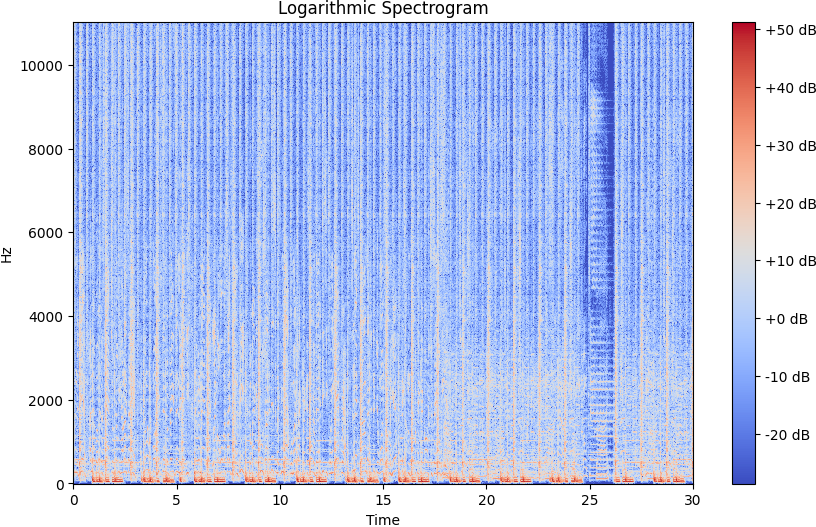 Logarithmic Spectrogram
Hz
10000
8000
6000
4000
2000
0
0 5 10 15 20 25 30
Time
+50 dB
+40 dB
+30 dB
+20 dB
+10 dB
+0 dB
-10 dB
-20 dB